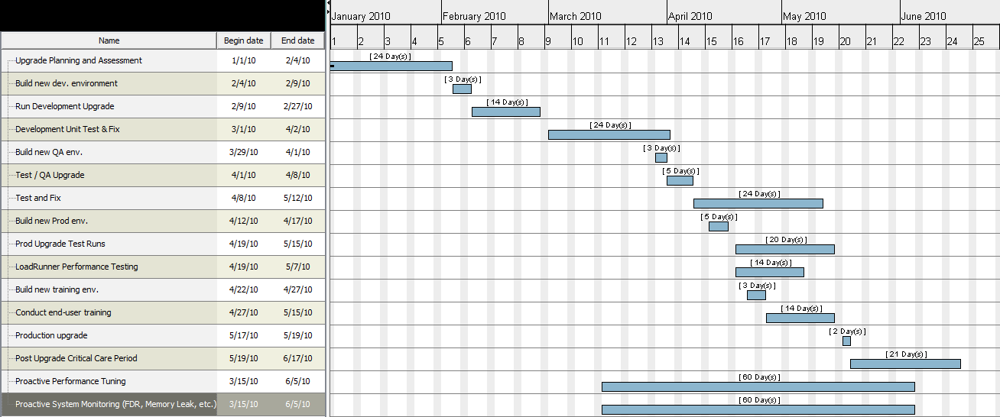 January 2010 February 2010 March 2010 April 2010 May 2010 June 2010
Name Begin date End date 1 2 3 4 5 6 7 8 9 10 11 12 13 14 15 16 17 18 19 20 21 22 23 24 25
Upgrade Planning and Assessment 1/1/10 2/4/10 [ 24 Day(s) ]
Build new dev. environment 2/4/10 2/9/10 [ 3 Day(s) ]
Run Development Upgrade 2/9/10 2/27/10 [ 14 Day(s) ]
Development Unit Test & Fix 3/1/10 4/2/10 [ 24 Day(s) ]
Build new QA env. 3/29/10 4/1/10 [ 3 Day(s) ]
Test / QA Upgrade 4/1/10 4/8/10 [ 5 Day(s) ]
Test and Fix 4/8/10 5/12/10 [ 24 Day(s) ]
Build new Prod env. 4/12/10 4/17/10 [ 5 Day(s) ]
Prod Upgrade Test Runs 4/19/10 5/15/10 [ 20 Day(s) ]
LoadRunner Performance Testing 4/19/10 5/7/10 [ 14 Day(s) ]
Build new training env. 4/22/10 4/27/10 [ 3 Day(s) ]
Conduct end-user training 4/27/10 5/15/10 [ 14 Day(s) ]
Production upgrade 5/17/10 5/19/10 [ 2 Day(s) ]
Post Upgrade Critical Care Period 5/19/10 6/17/10 [ 21 Day(s) ]
Proactive Performance Tuning 3/15/10 6/5/10 [ 60 Day(s) ]
Proactive System Monitoring (FDR, Memory Leak, etc.) 3/15/10 6/5/10 [ 60 Day(s) ]